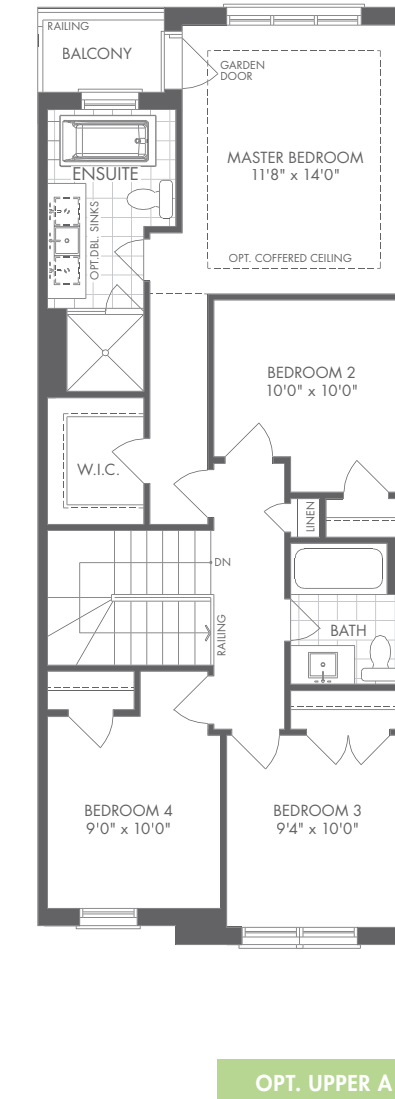 RAILING
BALCONY
GARDEN
DOOR
MASTER BEDROOM
11'8" x 14'0"
ENSUITE
OPT.DBL. SINKS
OPT. COFFERED CEILING
BEDROOM 2
10'0" x 10'0"
W.I.C.
LINEN
DN
RAILING
BATH
BEDROOM 4
9'0" x 10'0"
BEDROOM 3
9'4" x 10'0"
OPT. UPPER A